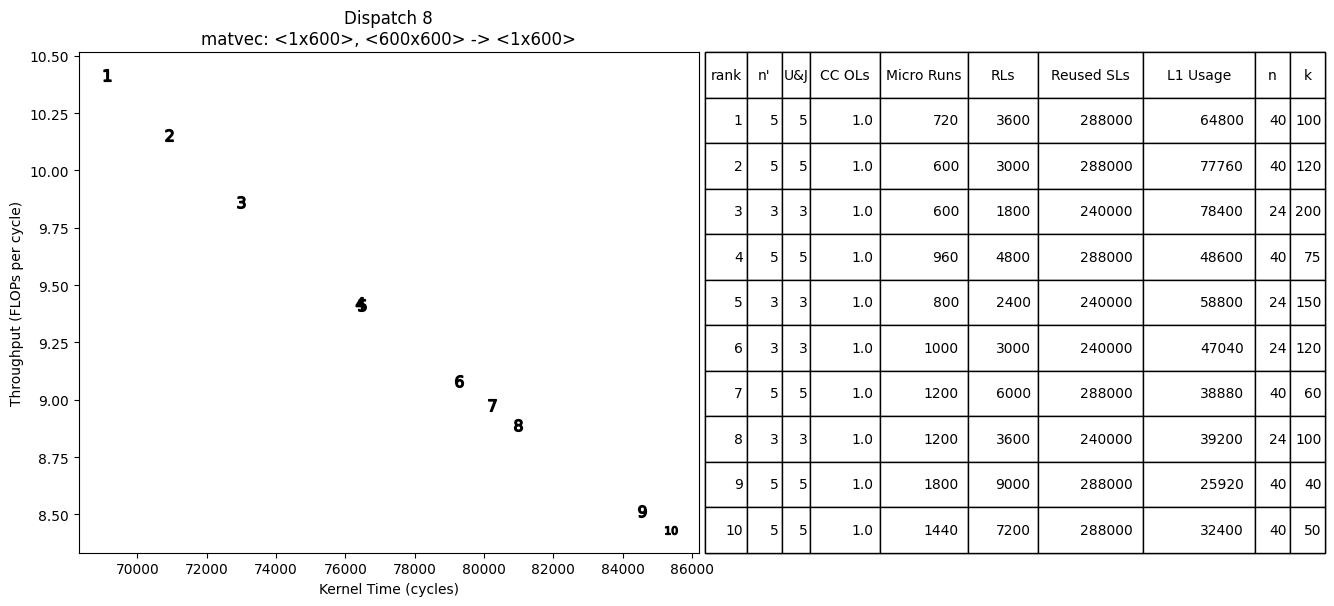 Dispatch 8
matvec: <1x600>, <600x600> -> <1x600>
Throughput (FLOPs per cycle)
10.50
10.25
10.00
9.75
9.50
9.25
9.00
8.75
8.50
1
2
3
4
5
6
7
8
9
10
70000 72000 74000 76000 78000 80000 82000 84000 86000
Kernel Time (cycles)
rank n' U&J CC OLs Micro Runs RLs Reused SLs L1 Usage n k
1 5 5 1.0 720 3600 288000 64800 40 100
2 5 5 1.0 600 3000 288000 77760 40 120
3 3 3 1.0 600 1800 240000 78400 24 200
4 5 5 1.0 960 4800 288000 48600 40 75
5 3 3 1.0 800 2400 240000 58800 24 150
6 3 3 1.0 1000 3000 240000 47040 24 120
7 5 5 1.0 1200 6000 288000 38880 40 60
8 3 3 1.0 1200 3600 240000 39200 24 100
9 5 5 1.0 1800 9000 288000 25920 40 40
10 5 5 1.0 1440 7200 288000 32400 40 50